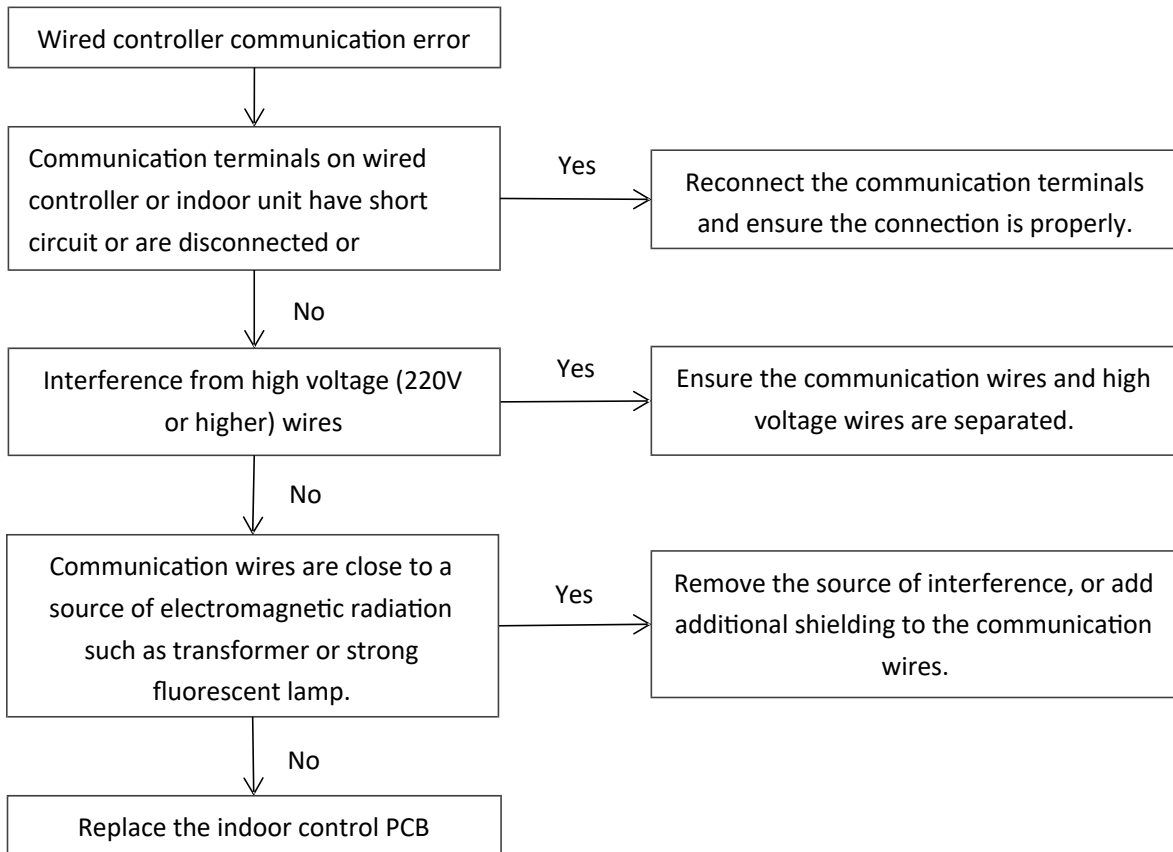 Wired controller communication error
Communication terminals on wired
controller or indoor unit have short
circuit or are disconnected or
Yes
Reconnect the communication terminals
and ensure the connection is properly.
No
Interference from high voltage (220V
or higher) wires
Yes
Ensure the communication wires and high
voltage wires are separated.
No
Communication wires are close to a
source of electromagnetic radiation
such as transformer or strong
fluorescent lamp.
Yes
Remove the source of interference, or add
additional shielding to the communication
wires.
No
Replace the indoor control PCB